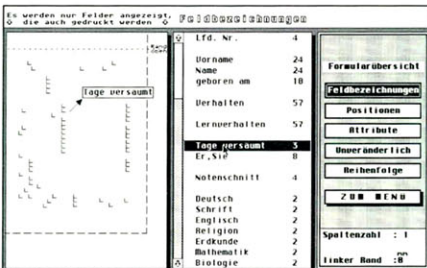 Es werden nur Felder angezeigt,
die auch gedruckt werden
Feldbezeichnungen
Tage versaumt
Lfd. Nr. 4
Vorname 24
Name 24
geboren am 10
Verhalten 57
Lernverhalten 57
Tage versaumt 3
Er,Sie 8
Notenschnitt 4
Deutsch 2
Schrift 2
Englisch 2
Religion 2
Erdkunde 2
Mathematik 2
Biologie 2
Formularübersicht
Feldbezeichnungen
Positionen
Attribute
Unveränderlich
Reihenfolge
ZUM MENU
Spaltenzahl : 1
linker Rand :0